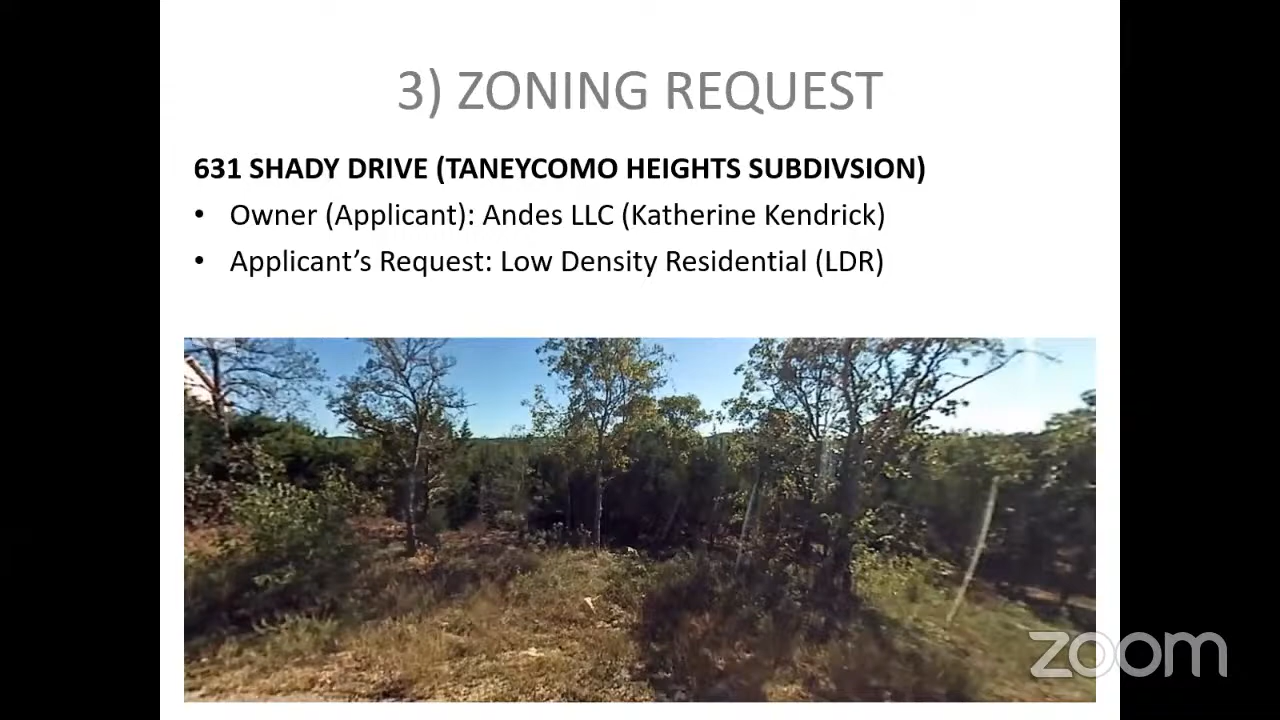 3) ZONING REQUEST
631 SHADY DRIVE (TANEYCOMO HEIGHTS SUBDIVSION)
• Owner (Applicant): Andes LLC (Katherine Kendrick)
• Applicant’s Request: Low Density Residential (LDR)
zoom